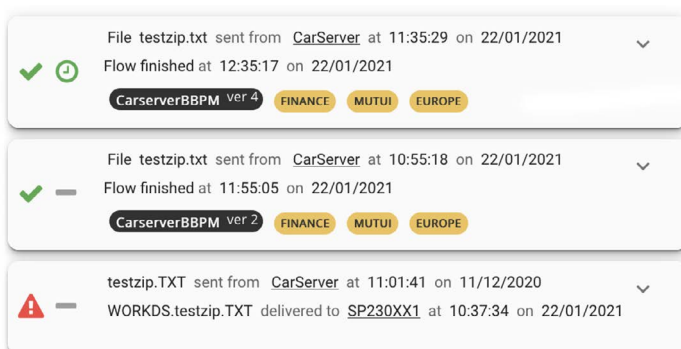 File testzip.txt sent from CarServer at 11:35:29 on 22/01/2021
Flow finished at 12:35:17 on 22/01/2021
CarserverBBPM ver 4 FINANCE MUTUI EUROPE
File testzip.txt sent from CarServer at 10:55:18 on 22/01/2021
Flow finished at 11:55:05 on 22/01/2021
CarserverBBPM ver 2 FINANCE MUTUI EUROPE
testzip.TXT sent from CarServer at 11:01:41 on 11/12/2020
WORKDS.testzip.TXT delivered to SP230XX1 at 10:37:34 on 22/01/2021